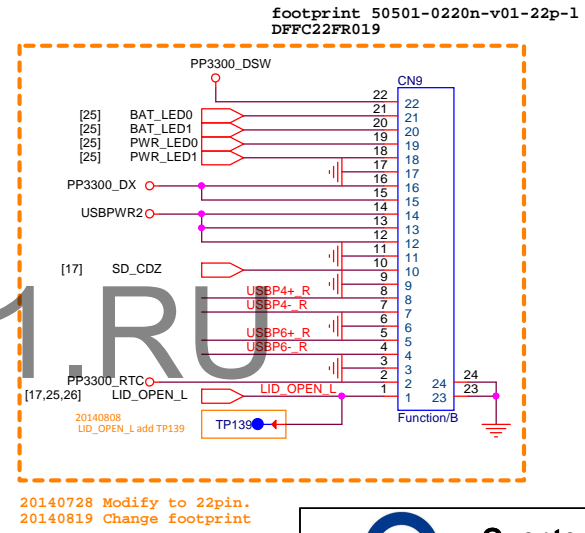 footprint 50501-0220n-v01-22p-l
DFFC22FR019
PP3300_DSW
CN9
22 22
[25] BAT_LED0 21 21
[25] BAT_LED1 20 20
[25] PWR_LED0 19 19
[25] PWR_LED1 18 18
17 17
PP3300_DX 16 16
15 15
USBPWR2 14 14
13 13
12 12
11 11
[17] SD_CDZ 10 10
9 9
USBP4+_R 8 8
USBP4-_R 7 7
6 6
USBP6+_R 5 5
USBP6-_R 4 4
3 3
PP3300_RTC 2 2 24 24
[17,25,26] LID_OPEN_L LID_OPEN_L 1 1 23 23
Function/B
20140808
LID_OPEN_L add TP139
TP139
1.RU
20140728 Modify to 22pin.
20140819 Change footprint